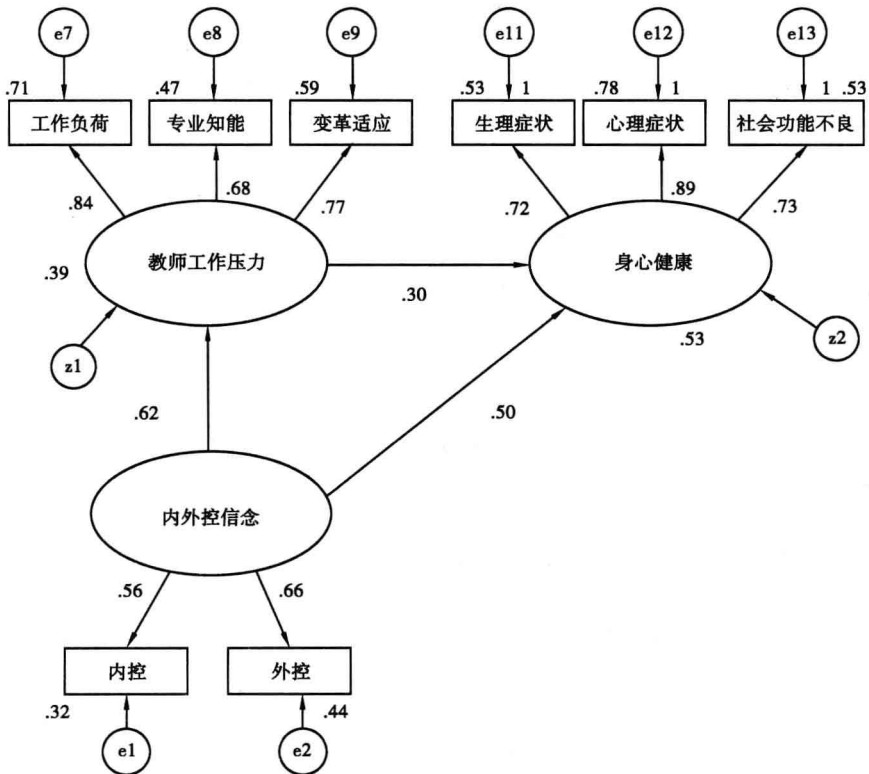 e7 e8 e9 e11 e12 e13
.71 .47 .59 .53 1 .78 1 1 .53
工作负荷 专业知能 变革适应 生理症状 心理症状 社会功能不良
.84 .68 .77 .72 .89 .73
.39 教师工作压力 身心健康
.30
z1 .53 z2
.62 .50
内外控信念
.56 .66
内控 外控
.32 .44
e1 e2